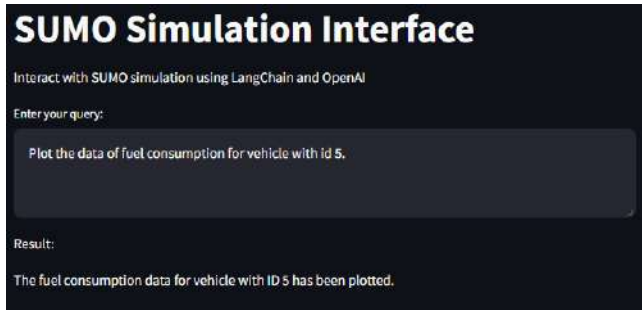 SUMO Simulation Interface
Interact with SUMO simulation using LangChain and OpenAI
Enter your query:
Plot the data of fuel consumption for vehicle with id 5.
Result:
The fuel consumption data for vehicle with ID 5 has been plotted.